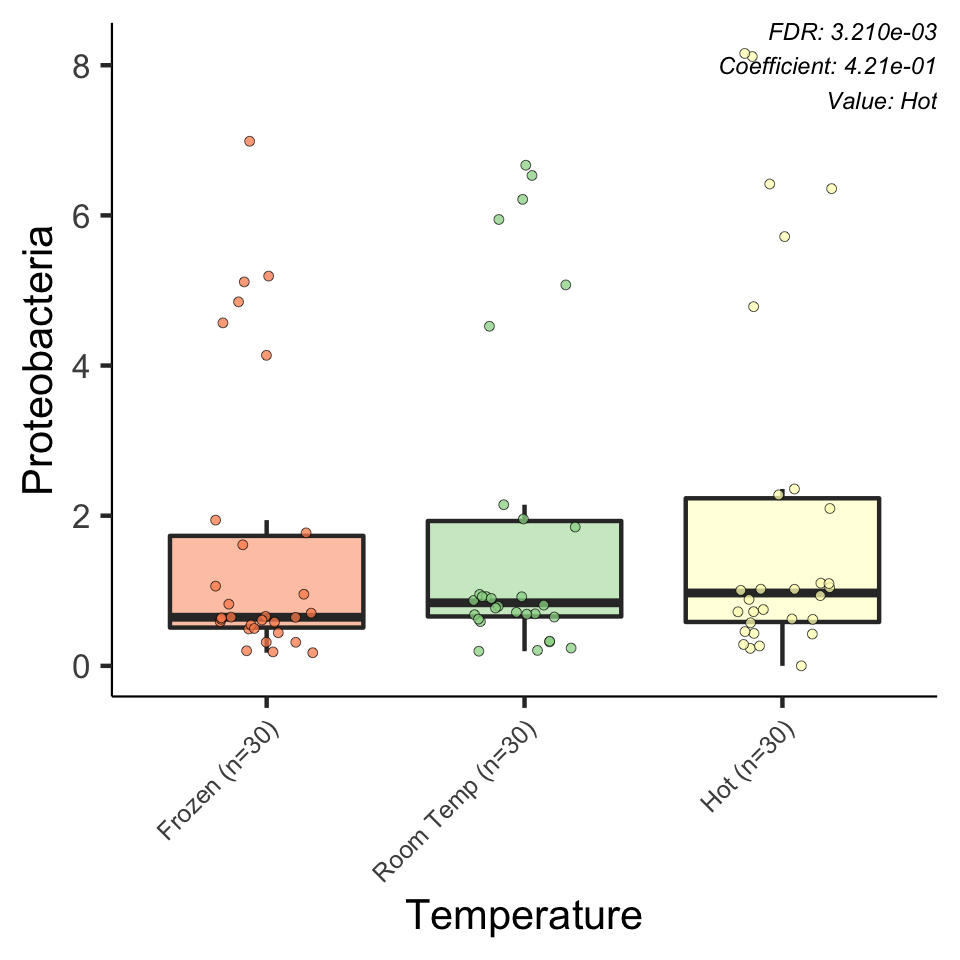 FDR: 3.210e-03
Coefficient: 4.21e-01
Value: Hot
8
6
4
2
0
Proteobacteria
Frozen (n=30)
Room Temp (n=30)
Hot (n=30)
Temperature